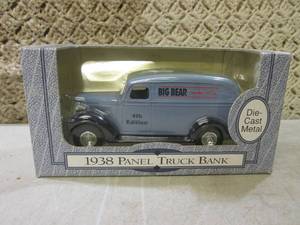 BIG BEAR
4th
Edition
Die-
Cast
Metal
1938 PANEL TRUCK BANK